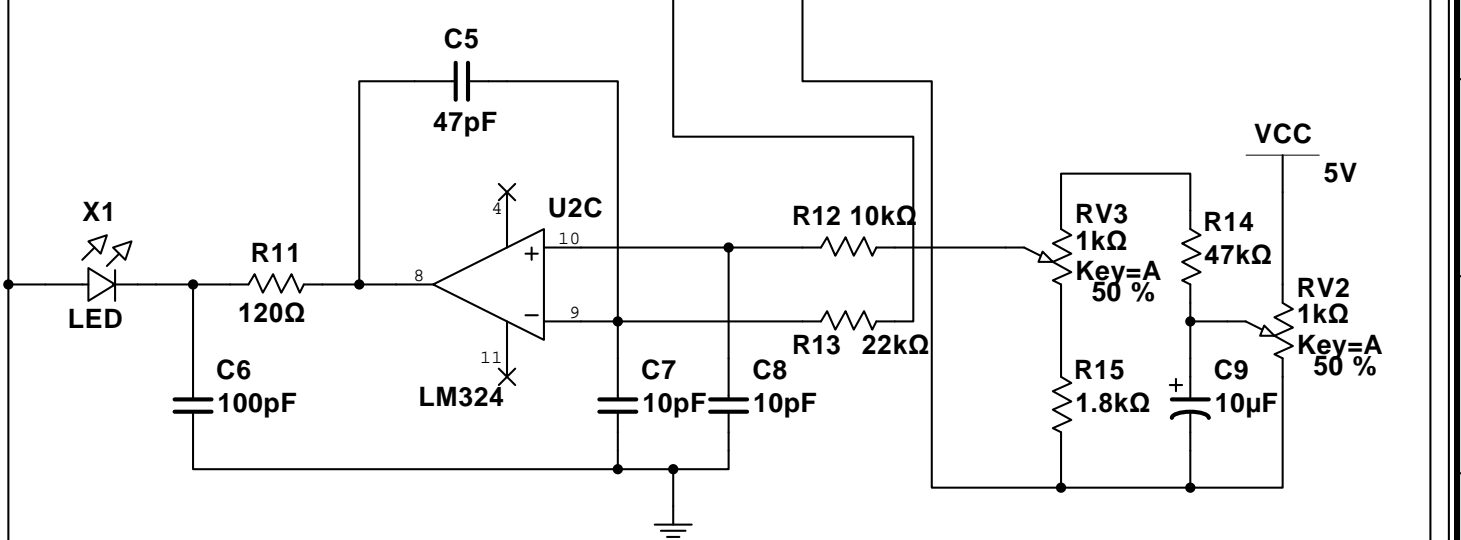 C5
47pF
VCC
5V
X1
LED
R11
120Ω
4
U2C
10
+
8
9
−
11
LM324
R12 10kΩ
R13 22kΩ
RV3
1kΩ
Key=A
50 %
R14
47kΩ
RV2
1kΩ
Key=A
50 %
C6
100pF
C7
10pF
C8
10pF
R15
1.8kΩ
+
C9
10µF